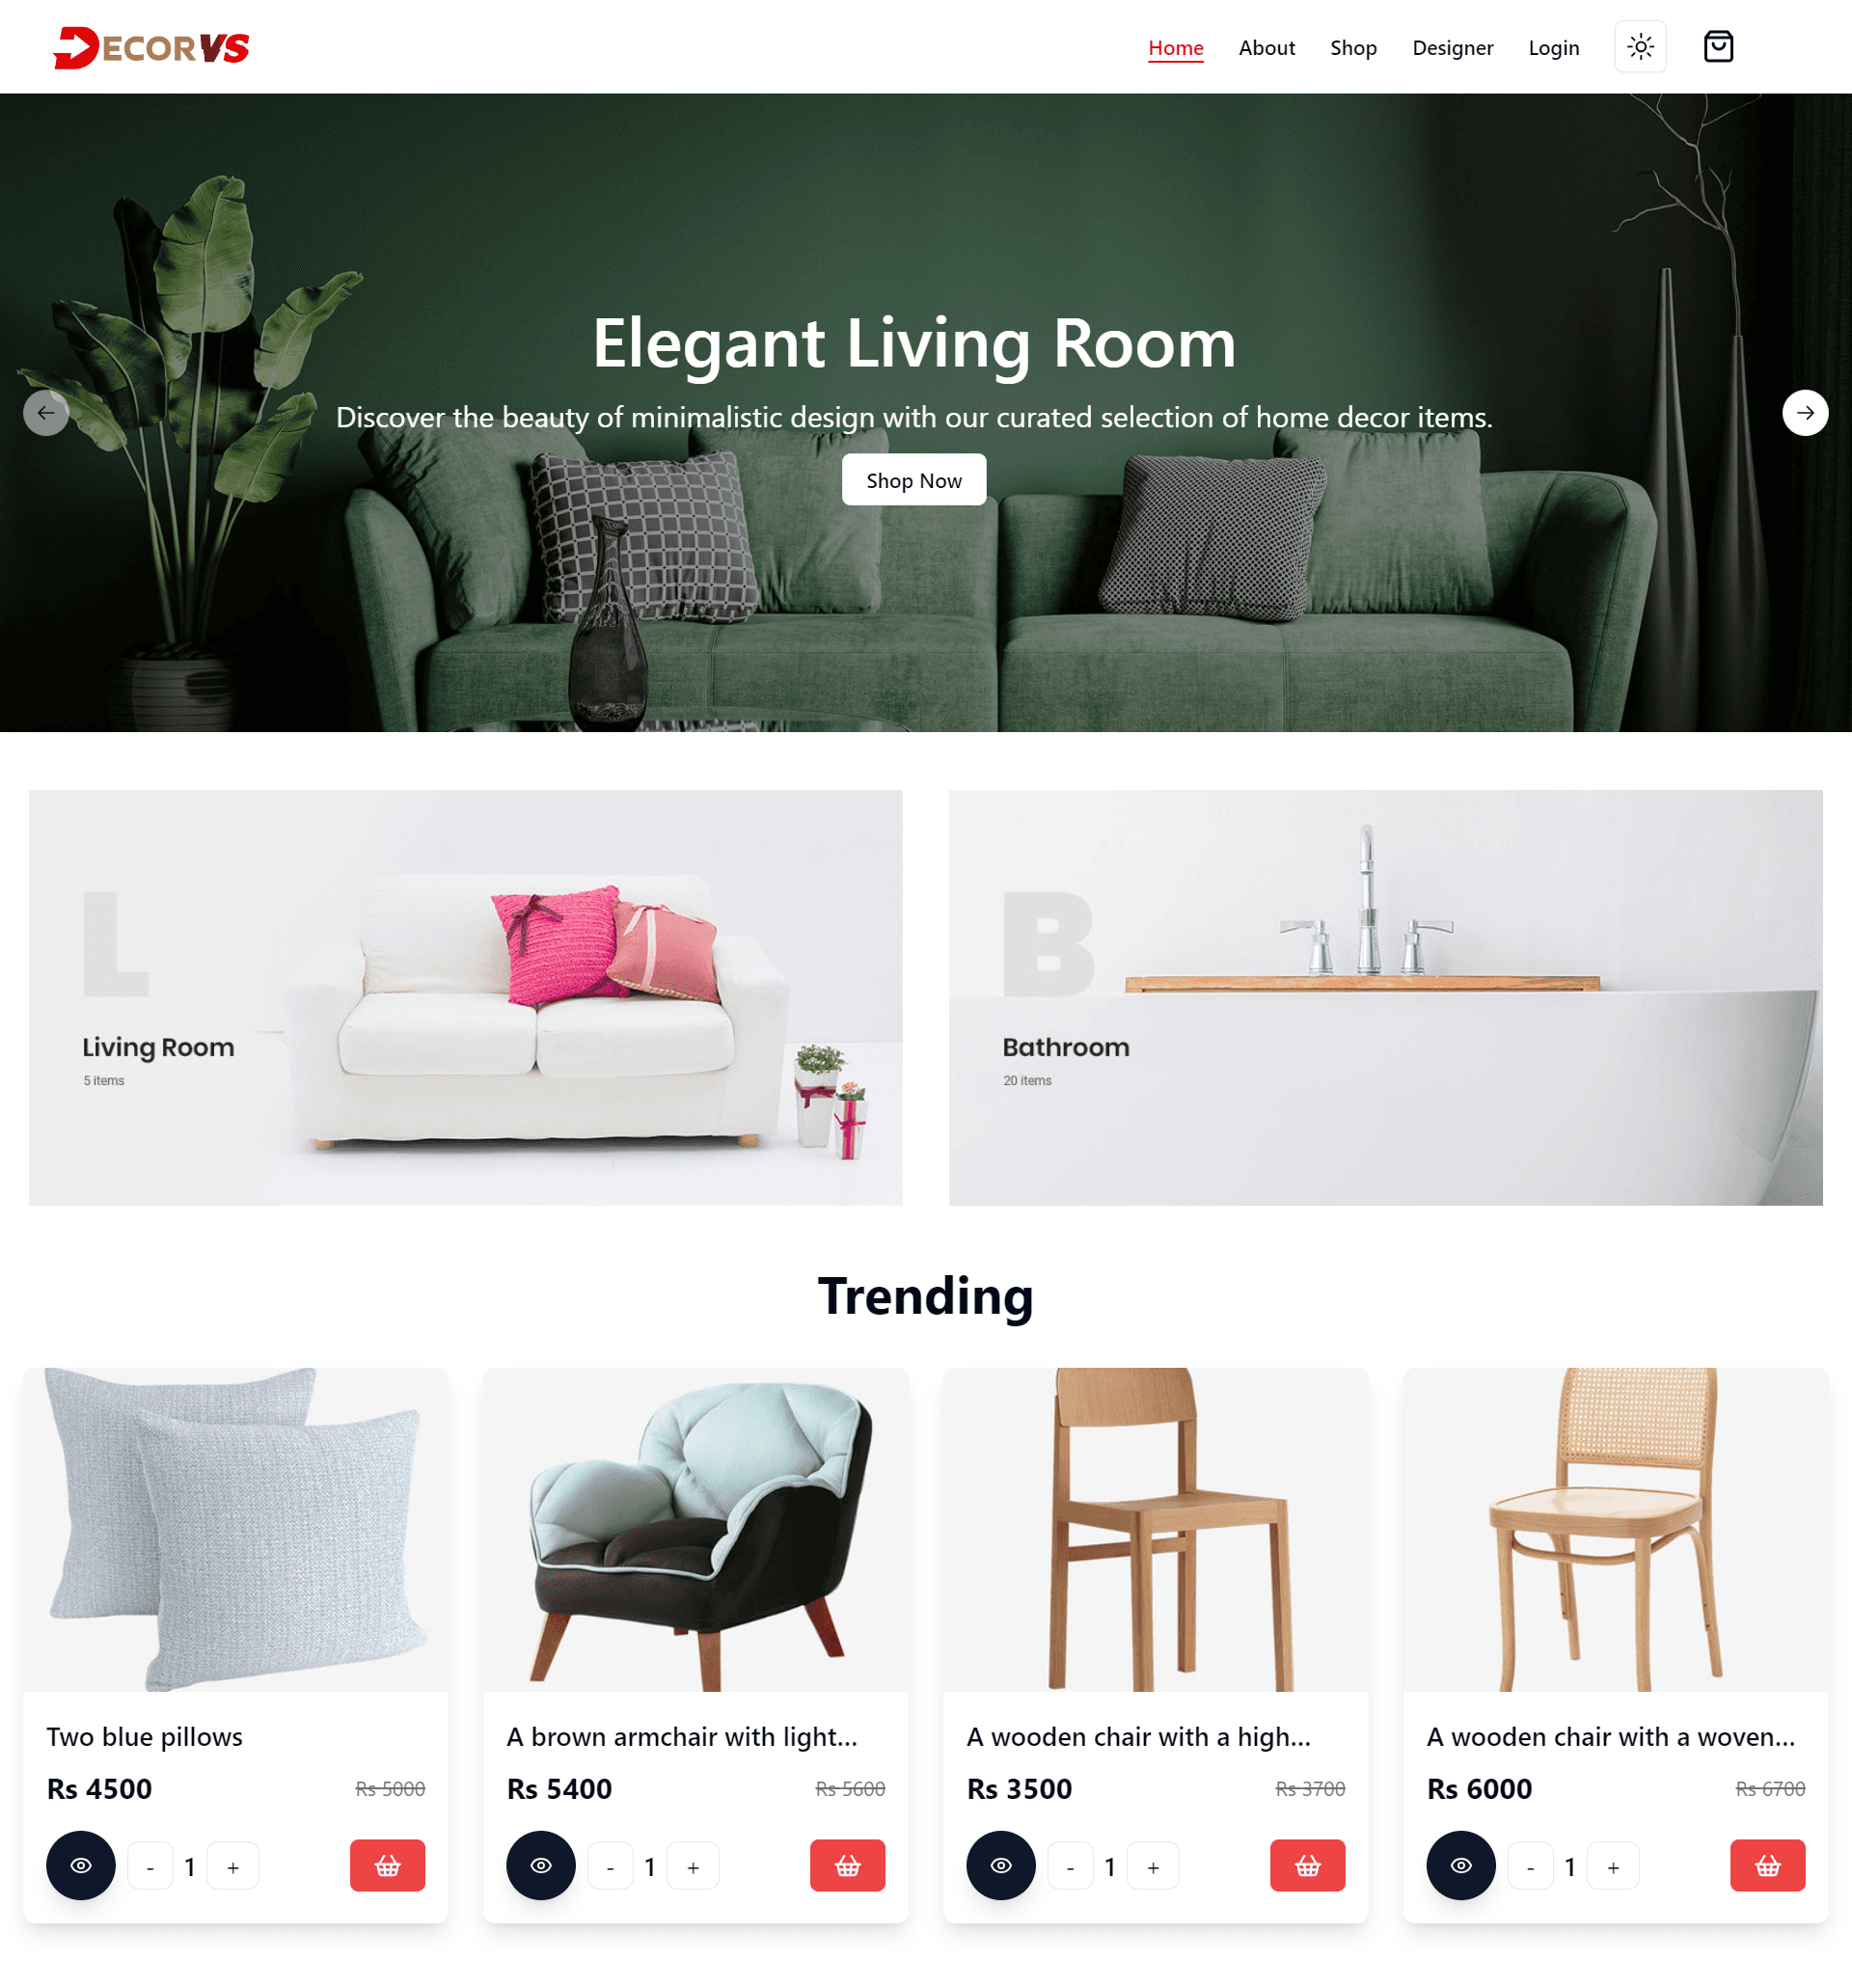 DECORVS
Home About Shop Designer Login
Elegant Living Room
Discover the beauty of minimalistic design with our curated selection of home decor items.
Shop Now
L
Living Room
5 items
B
Bathroom
20 items
Trending
Two blue pillows
Rs 4500 Rs 5000
- 1 +
A brown armchair with light...
Rs 5400 Rs 5600
- 1 +
A wooden chair with a high...
Rs 3500 Rs 3700
- 1 +
A wooden chair with a woven...
Rs 6000 Rs 6700
- 1 +